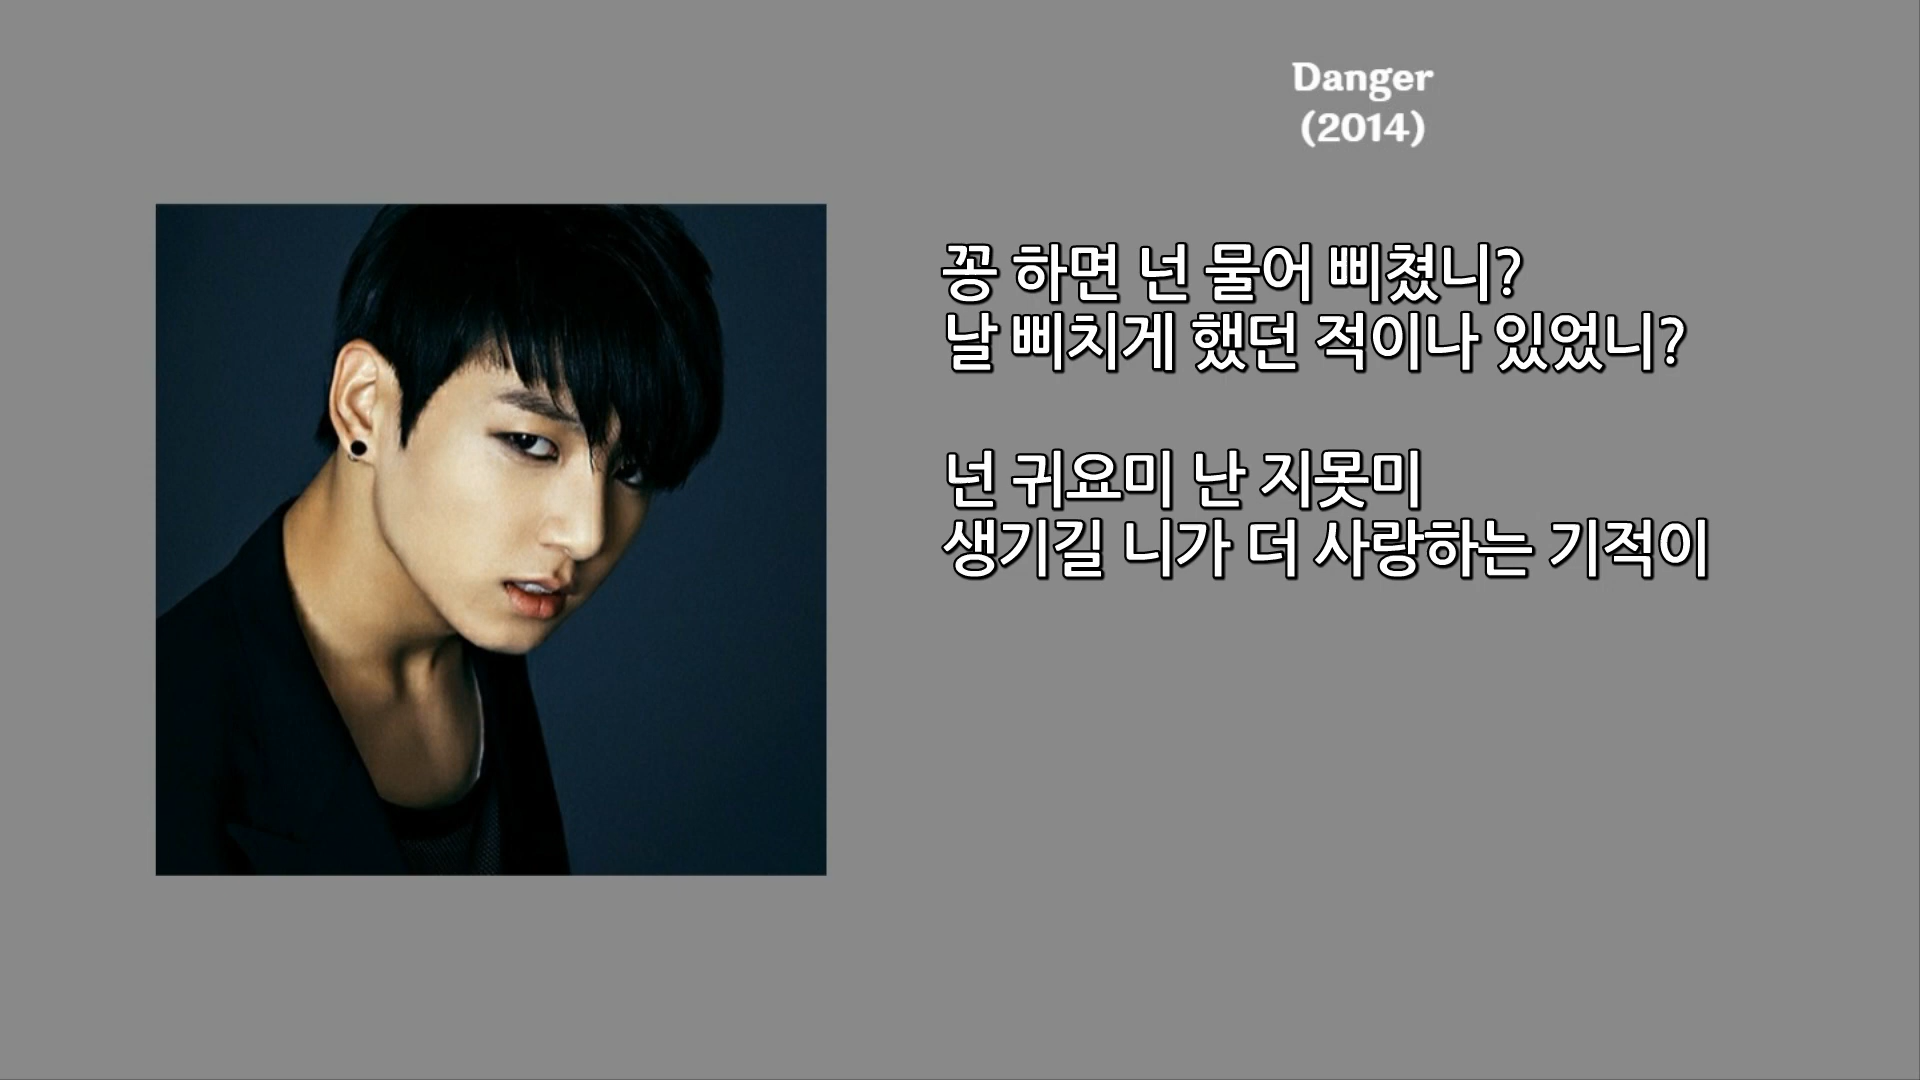 Danger
(2014)
꽁 하면 넌 물어 삐쳤니?
날 삐치게 했던 적이나 있었니?
넌 귀요미 난 지못미
생기길 니가 더 사랑하는 기적이